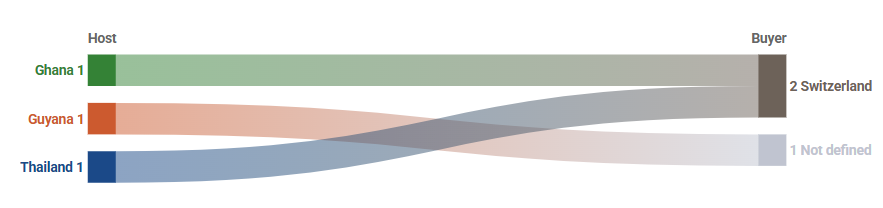 Host Buyer
Ghana 1
2 Switzerland
Guyana 1
1 Not defined
Thailand 1